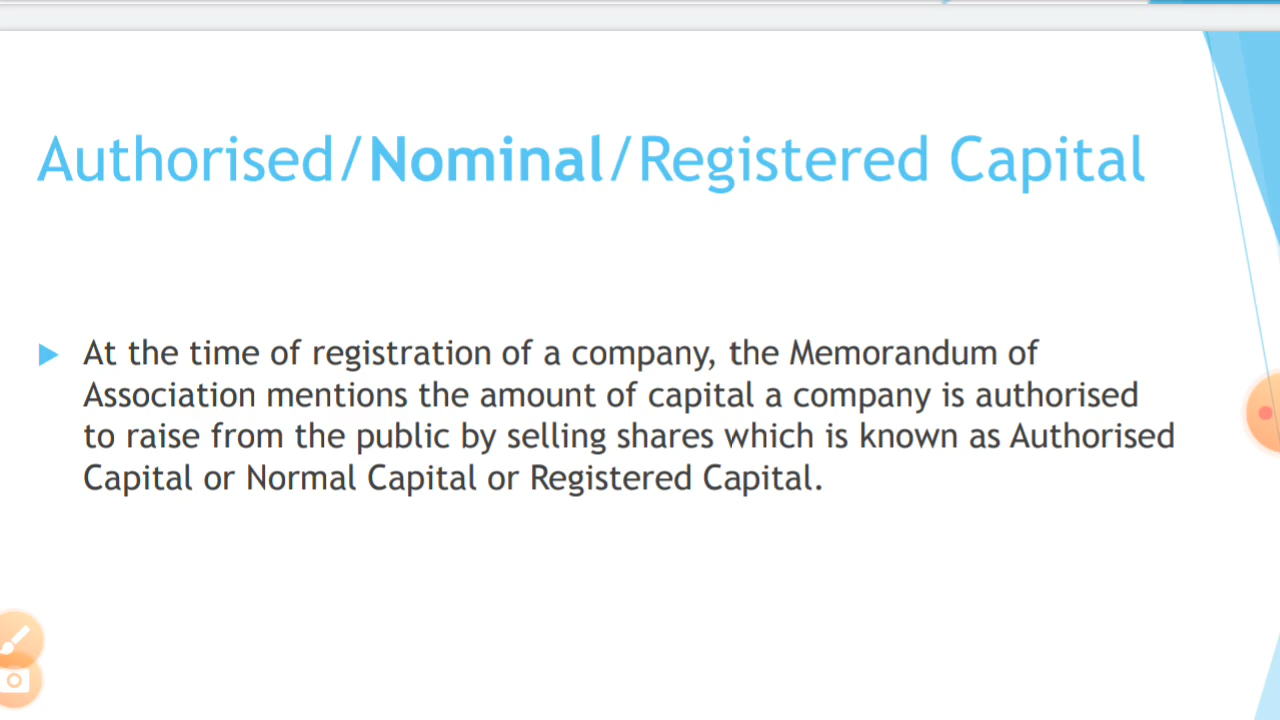 Authorised/Nominal/Registered Capital
At the time of registration of a company, the Memorandum of
Association mentions the amount of capital a company is authorised
to raise from the public by selling shares which is known as Authorised
Capital or Normal Capital or Registered Capital.